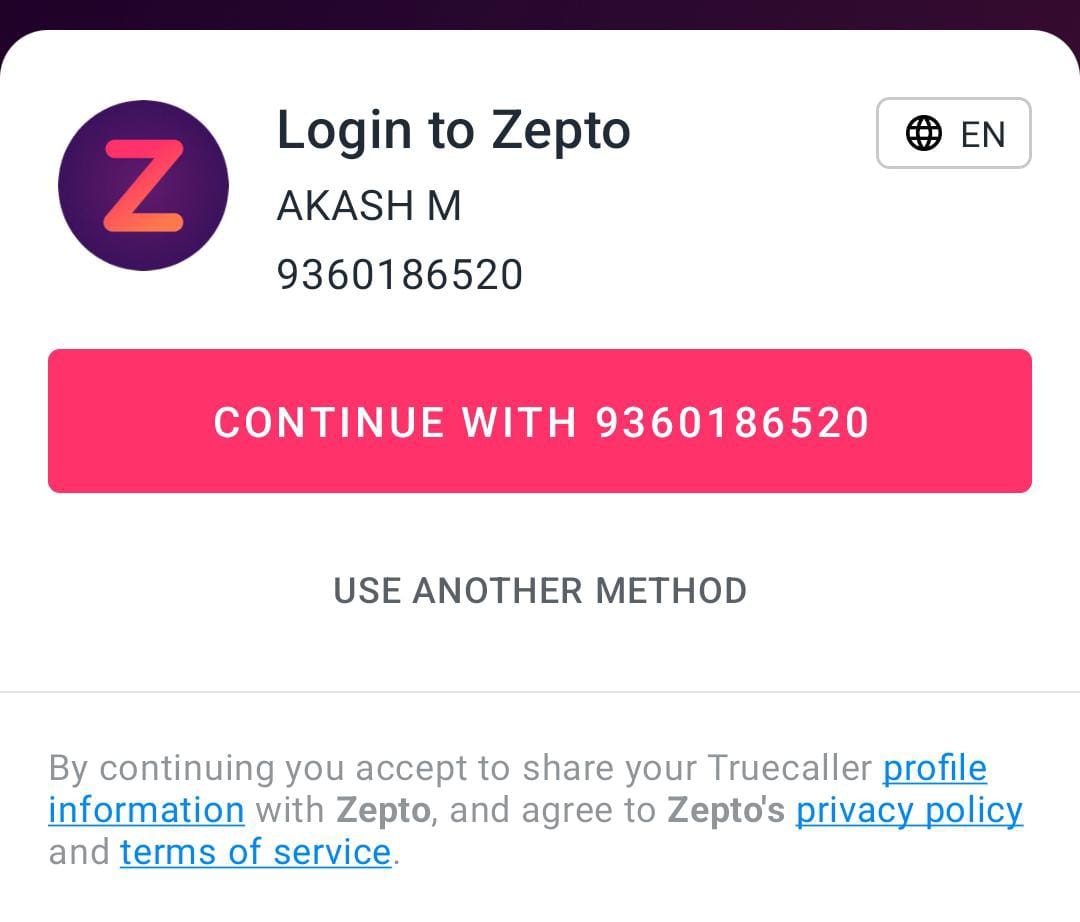 Z
Login to Zepto
EN
AKASH M
9360186520
CONTINUE WITH 9360186520
USE ANOTHER METHOD
By continuing you accept to share your Truecaller profile
information with Zepto, and agree to Zepto's privacy policy
and terms of service.